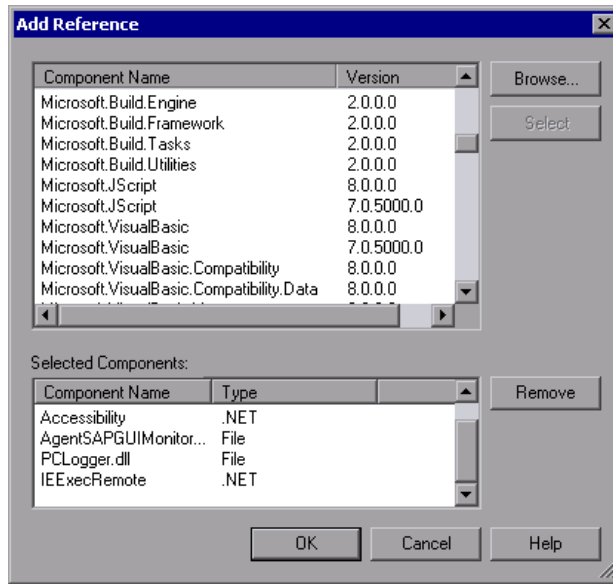 Add Reference
Component Name Version
Browse...
Microsoft.Build.Engine 2.0.0.0
Microsoft.Build.Framework 2.0.0.0
Select
Microsoft.Build.Tasks 2.0.0.0
Microsoft.Build.Utilities 2.0.0.0
Microsoft.JScript 8.0.0.0
Microsoft.JScript 7.0.5000.0
Microsoft.VisualBasic 8.0.0.0
Microsoft.VisualBasic 7.0.5000.0
Microsoft.VisualBasic.Compatibility 8.0.0.0
Microsoft.VisualBasic.Compatibility.Data 8.0.0.0
Selected Components:
Component Name Type
Remove
Accessibility .NET
AgentSAPGUIMonitor... File
PCLogger.dll File
IEExecRemote .NET
OK Cancel Help